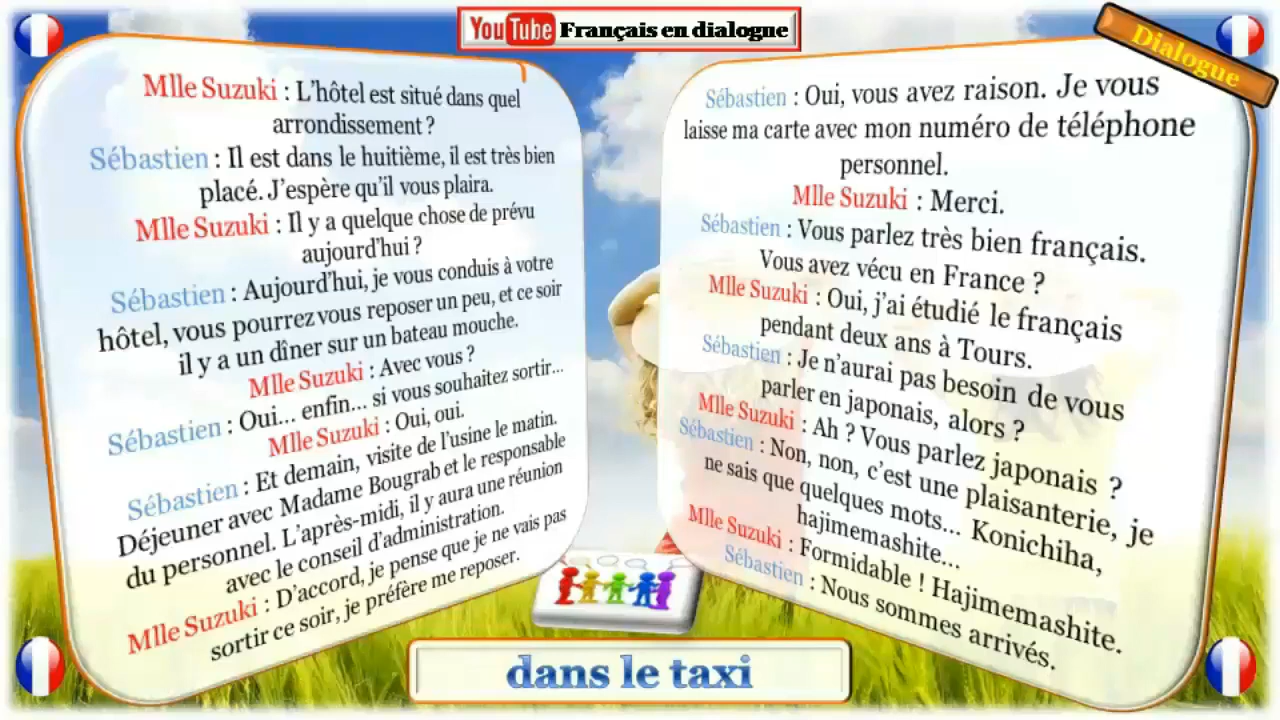 YouTube Français en dialogue
Dialogue
Mlle Suzuki : L'hôtel est situé dans quel
arrondissement ?
Sébastien : Il est dans le huitième, il est très bien
placé. J'espère qu'il vous plaira.
Mlle Suzuki : Il y a quelque chose de prévu
aujourd'hui ?
Sébastien : Aujourd'hui, je vous conduis à votre
hôtel, vous pourrez vous reposer un peu, et ce soir
il y a un dîner sur un bateau mouche.
Mlle Suzuki : Avec vous ?
Sébastien : Oui... enfin... si vous souhaitez sortir...
Mlle Suzuki : Oui, oui.
Sébastien : Et demain, visite de l'usine le matin.
Déjeuner avec Madame Bougrab et le responsable
du personnel. L'après-midi, il y aura une réunion
avec le conseil d'administration.
Mlle Suzuki : D'accord, je pense que je ne vais pas
sortir ce soir, je préfère me reposer.
Sébastien : Oui, vous avez raison. Je vous
laisse ma carte avec mon numéro de téléphone
personnel.
Mlle Suzuki : Merci.
Sébastien : Vous parlez très bien français.
Vous avez vécu en France ?
Mlle Suzuki : Oui, j'ai étudié le français
pendant deux ans à Tours.
Sébastien : Je n'aurai pas besoin de vous
parler en japonais, alors ?
Mlle Suzuki : Ah ? Vous parlez japonais ?
Sébastien : Non, non, c'est une plaisanterie, je
ne sais que quelques mots... Konichiha,
hajimemashite...
Mlle Suzuki : Formidable ! Hajimemashite.
Sébastien : Nous sommes arrivés.
dans le taxi